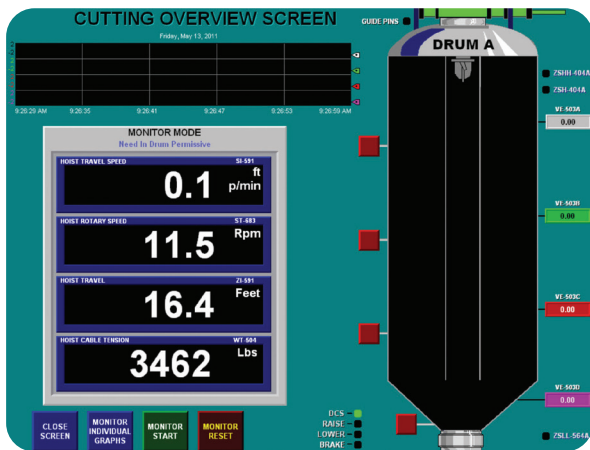 CUTTING OVERVIEW SCREEN
Friday, May 13, 2011
GUIDE PINS
DRUM A
ZSHH-404A
ZSH-404A
9:26:29 AM 9:26:35 9:26:41 9:26:47 9:26:53 9:26:59 AM
VE-503A
0.00
MONITOR MODE
Need In Drum Permissive
HOIST TRAVEL SPEED SI-591
0.1 ft
p/min
HOIST ROTARY SPEED ST-683
11.5 Rpm
VE-503B
0.00
HOIST TRAVEL ZI-591
16.4 Feet
VE-503C
0.00
HOIST CABLE TENSION WT-504
3462 Lbs
VE-503D
0.00
CLOSE
SCREEN
MONITOR
INDIVIDUAL
GRAPHS
MONITOR
START
MONITOR
RESET
DCS
RAISE
LOWER
BRAKE
ZSLL-564A